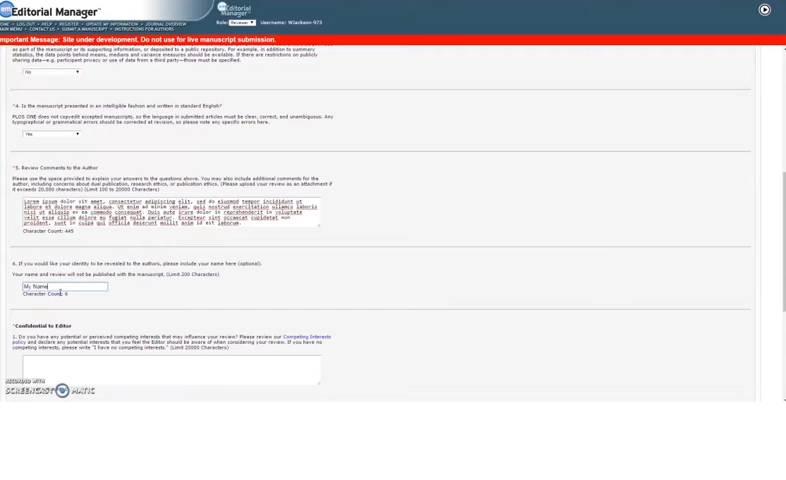 em Editorial Manager
HOME • LOG OUT • HELP • REGISTER • UPDATE MY INFORMATION • JOURNAL OVERVIEW
MAIN MENU • CONTACT US • SUBMIT A MANUSCRIPT • INSTRUCTIONS FOR AUTHORS
Editorial Manager
Role: Reviewer Username: WJackson-973
Important Message: Site under development. Do not use for live manuscript submission.
as part of the manuscript or its supporting information, or deposited to a public repository. For example, in addition to summary
statistics, the data points behind means, medians and variance measures should be available. If there are restrictions on publicly
sharing data—e.g. participant privacy or use of data from a third party—those must be specified.
No
*4. Is the manuscript presented in an intelligible fashion and written in standard English?
PLOS ONE does not copyedit accepted manuscripts, so the language in submitted articles must be clear, correct, and unambiguous. Any
typographical or grammatical errors should be corrected at revision, so please note any specific errors here.
Yes
*5. Review Comments to the Author
Please use the space provided to explain your answers to the questions above. You may also include additional comments for the
author, including concerns about dual publication, research ethics, or publication ethics. (Please upload your review as an attachment if
it exceeds 20,000 characters) (Limit 100 to 20000 Characters)
Lorem ipsum dolor sit amet, consectetur adipiscing elit, sed do eiusmod tempor incididunt ut
labore et dolore magna aliqua. Ut enim ad minim veniam, quis nostrud exercitation ullamco laboris
nisi ut aliquip ex ea commodo consequat. Duis aute irure dolor in reprehenderit in voluptate
velit esse cillum dolore eu fugiat nulla pariatur. Excepteur sint occaecat cupidatat non
proident, sunt in culpa qui officia deserunt mollit anim id est laborum.
Character Count: 445
6. If you would like your identity to be revealed to the authors, please include your name here (optional).
Your name and review will not be published with the manuscript. (Limit 200 Characters)
My Name
Character Count: 6
*Confidential to Editor
1. Do you have any potential or perceived competing interests that may influence your review? Please review our Competing Interests
policy and declare any potential interests that you feel the Editor should be aware of when considering your review. If you have no
competing interests, please write "I have no competing interests." (Limit 20000 Characters)
RECORDED WITH
SCREENCAST MATIC